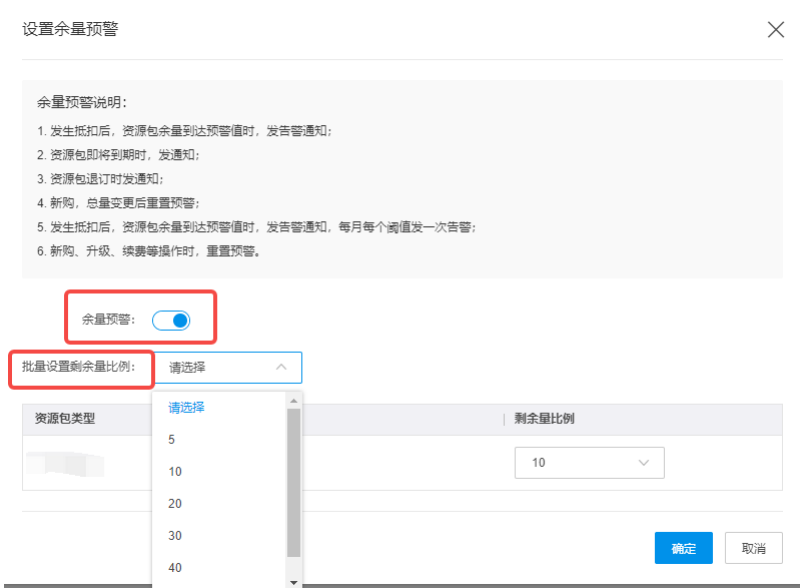 设置余量预警
余量预警说明：
1. 发生抵扣后，资源包余量到达预警值时，发告警通知；
2. 资源包即将到期时，发通知；
3. 资源包退订时发通知；
4. 新购，总量变更后重置预警；
5. 发生抵扣后，资源包余量到达预警值时，发告警通知，每月每个阈值发一次告警；
6. 新购、升级、续费等操作时，重置预警。
余量预警：
批量设置剩余量比例： 请选择
请选择
资源包类型 剩余量比例
5
10
10
20
30
40
确定 取消